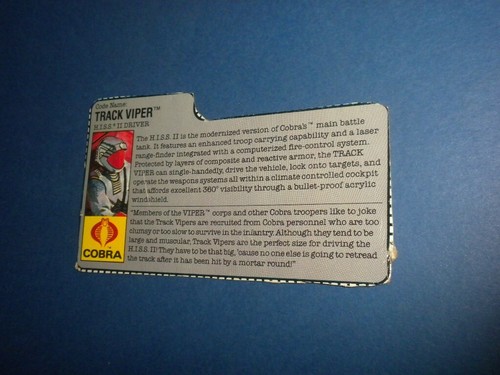 Code Name:
TRACK VIPER™
H.I.S.S.® II DRIVER
The H.I.S.S. II is the modernized version of Cobra's™ main battle
tank. It features an enhanced troop carrying capability and a laser
range-finder integrated with a computerized fire-control system.
Protected by layers of composite and reactive armor, the TRACK
VIPER can single-handedly, drive the vehicle, lock onto targets, and
operate the weapons systems all within a climate controlled cockpit
that affords excellent 360° visibility through a bullet-proof acrylic
windshield.
"Members of the VIPER™ corps and other Cobra troopers like to joke
that the Track Vipers are recruited from Cobra personnel who are too
clumsy or too slow to survive in the infantry. Although they tend to be
large and muscular, Track Vipers are the perfect size for driving the
H.I.S.S. II! They have to be that big, 'cause no one else is going to retread
the track after it has been hit by a mortar round!"
COBRA